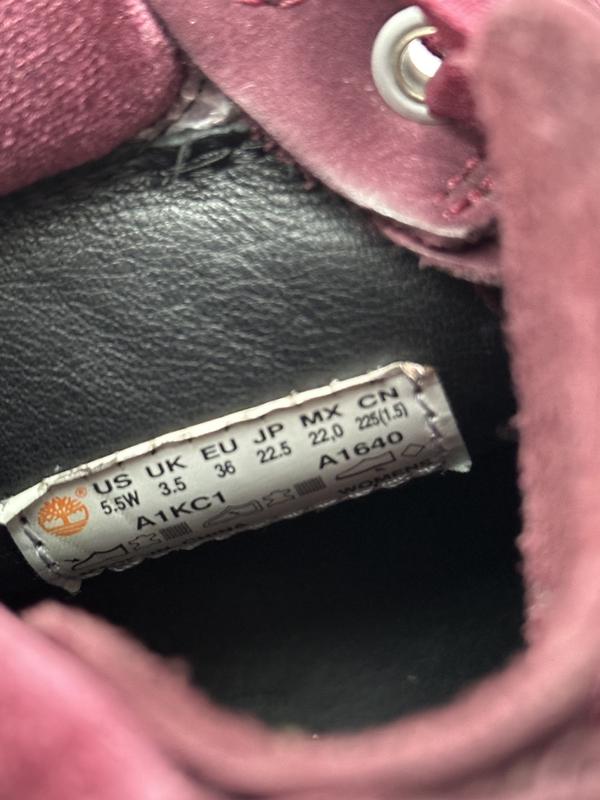 ®
US UK EU JP MX CN
5.5W 3.5 36 22.5 22,0 225(1.5)
A1KC1 A1640
WOMENS